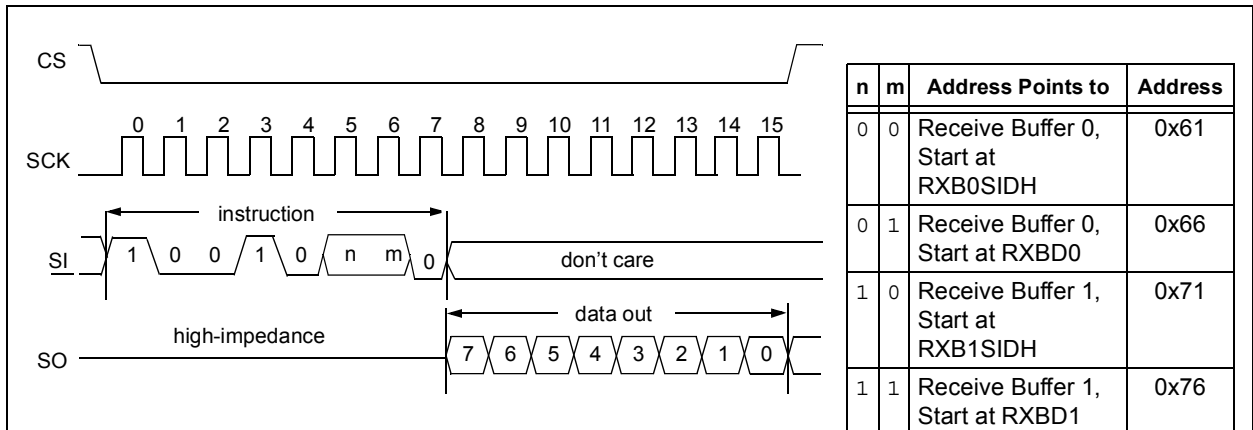 CS
0 1 2 3 4 5 6 7 8 9 10 11 12 13 14 15
SCK
instruction
SI 1 0 0 1 0 n m 0 don't care
data out
high-impedance
SO 7 6 5 4 3 2 1 0
n m Address Points to Address
0 0 Receive Buffer 0, 0x61
Start at
RXB0SIDH
0 1 Receive Buffer 0, 0x66
Start at RXBD0
1 0 Receive Buffer 1, 0x71
Start at
RXB1SIDH
1 1 Receive Buffer 1, 0x76
Start at RXBD1